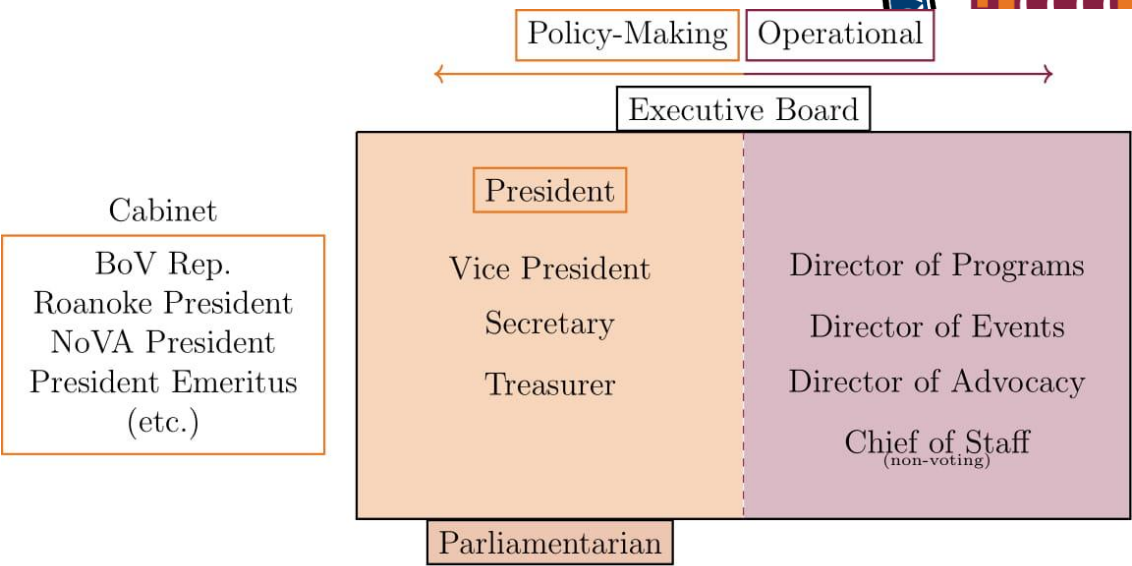 Policy-Making
Operational
Executive Board
Cabinet
BoV Rep.
Roanoke President
NoVA President
President Emeritus
(etc.)
President
Vice President
Secretary
Treasurer
Director of Programs
Director of Events
Director of Advocacy
Chief of Staff
(non-voting)
Parliamentarian